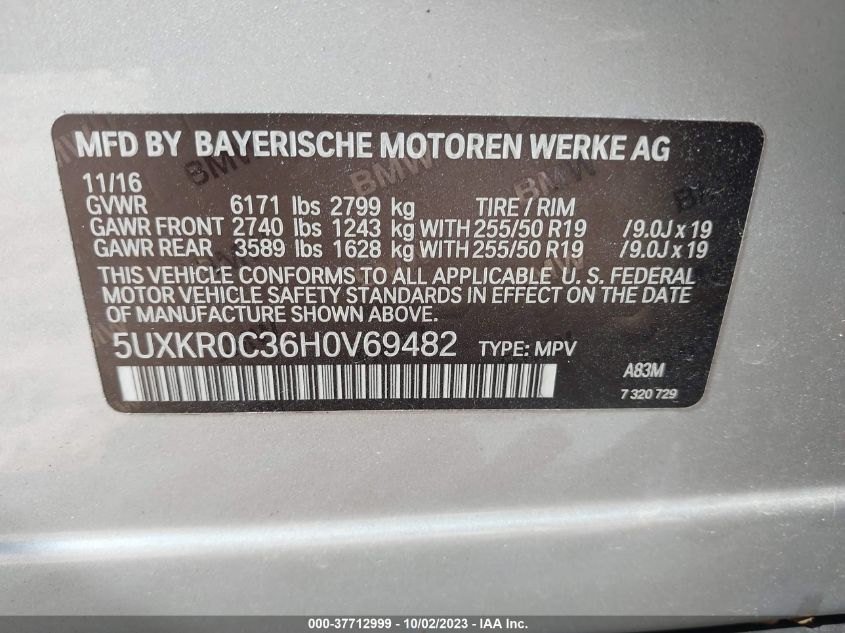 MFD BY BAYERISCHE MOTOREN WERKE AG
11/16
GVWR 6171 lbs 2799 kg TIRE / RIM
GAWR FRONT 2740 lbs 1243 kg WITH 255/50 R19 /9.0J x 19
GAWR REAR 3589 lbs 1628 kg WITH 255/50 R19 /9.0J x 19
THIS VEHICLE CONFORMS TO ALL APPLICABLE U. S. FEDERAL
MOTOR VEHICLE SAFETY STANDARDS IN EFFECT ON THE DATE
OF MANUFACTURE SHOWN ABOVE.
5UXKR0C36H0V69482 TYPE: MPV
A83M
7 320 729
000-37712999 - 10/02/2023 - IAA Inc.